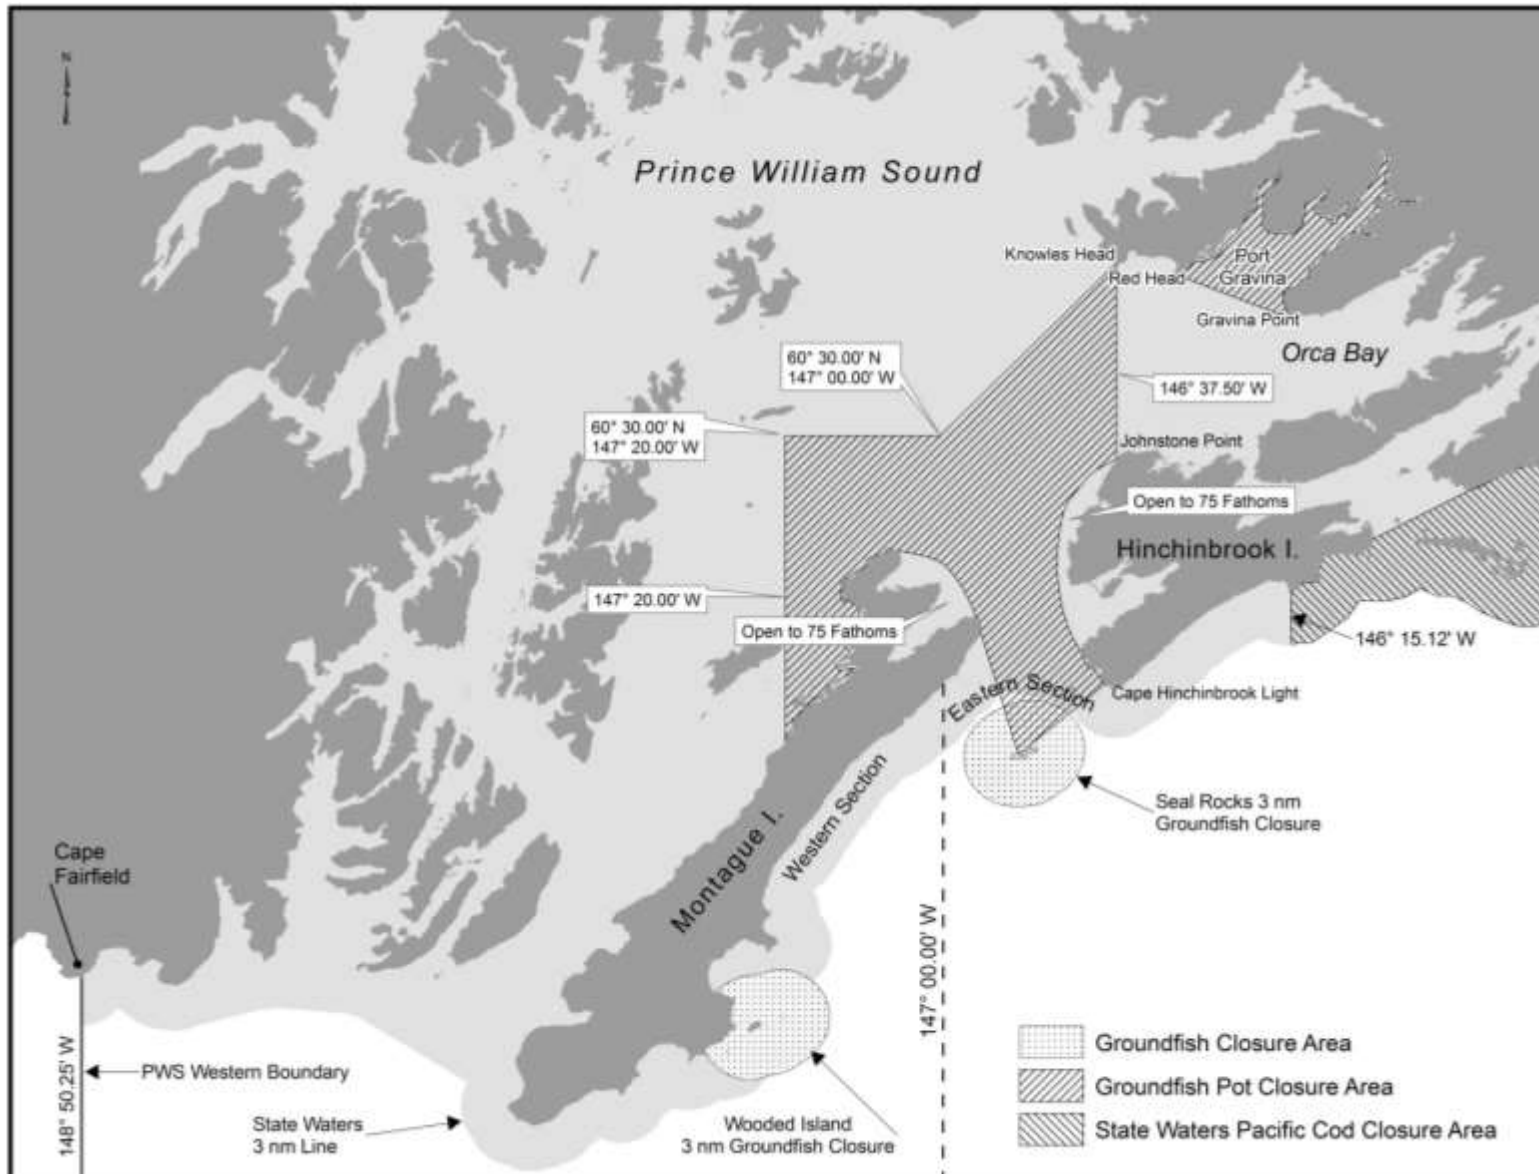 N
Prince William Sound
Knowles Head
Red Head
Port
Gravina
Gravina Point
Orca Bay
60° 30.00' N
147° 00.00' W
146° 37.50' W
60° 30.00' N
147° 20.00' W
Johnstone Point
Open to 75 Fathoms
Hinchinbrook I.
147° 20.00' W
Open to 75 Fathoms
146° 15.12' W
Eastern Section
Cape Hinchinbrook Light
Western Section
Seal Rocks 3 nm
Groundfish Closure
Montague I.
Cape
Fairfield
147° 00.00' W
148° 50.25' W
PWS Western Boundary
State Waters
3 nm Line
Wooded Island
3 nm Groundfish Closure
Groundfish Closure Area
Groundfish Pot Closure Area
State Waters Pacific Cod Closure Area